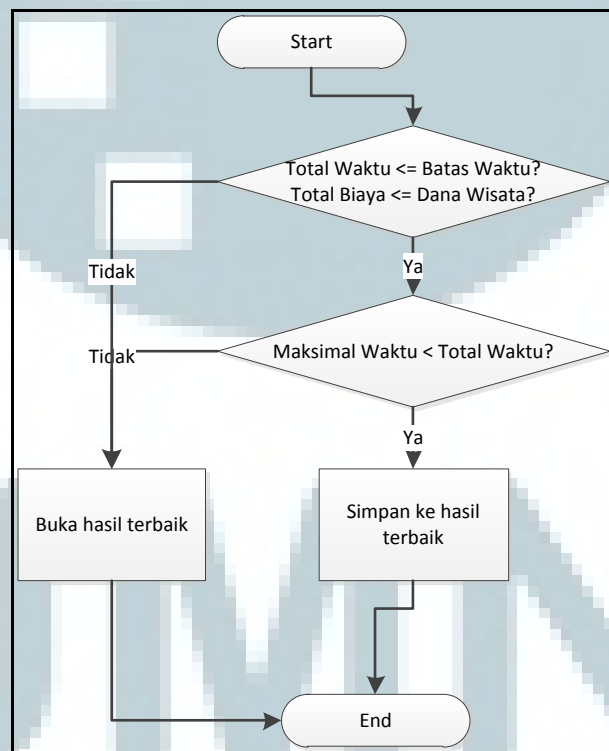 Start
Total Waktu <= Batas Waktu?
Total Biaya <= Dana Wisata?
Tidak
Ya
Tidak
Maksimal Waktu < Total Waktu?
Ya
Buka hasil terbaik
Simpan ke hasil
terbaik
End